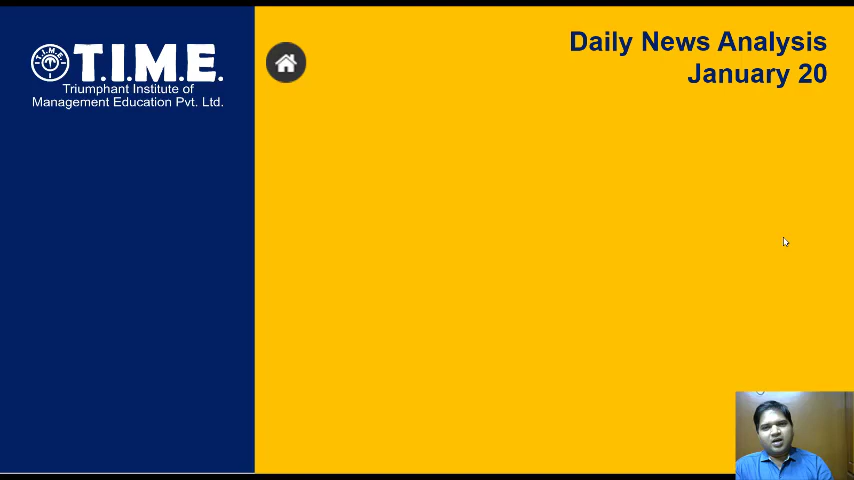 T.I.M.E.
Triumphant Institute of
Management Education Pvt. Ltd.
Daily News Analysis
January 20